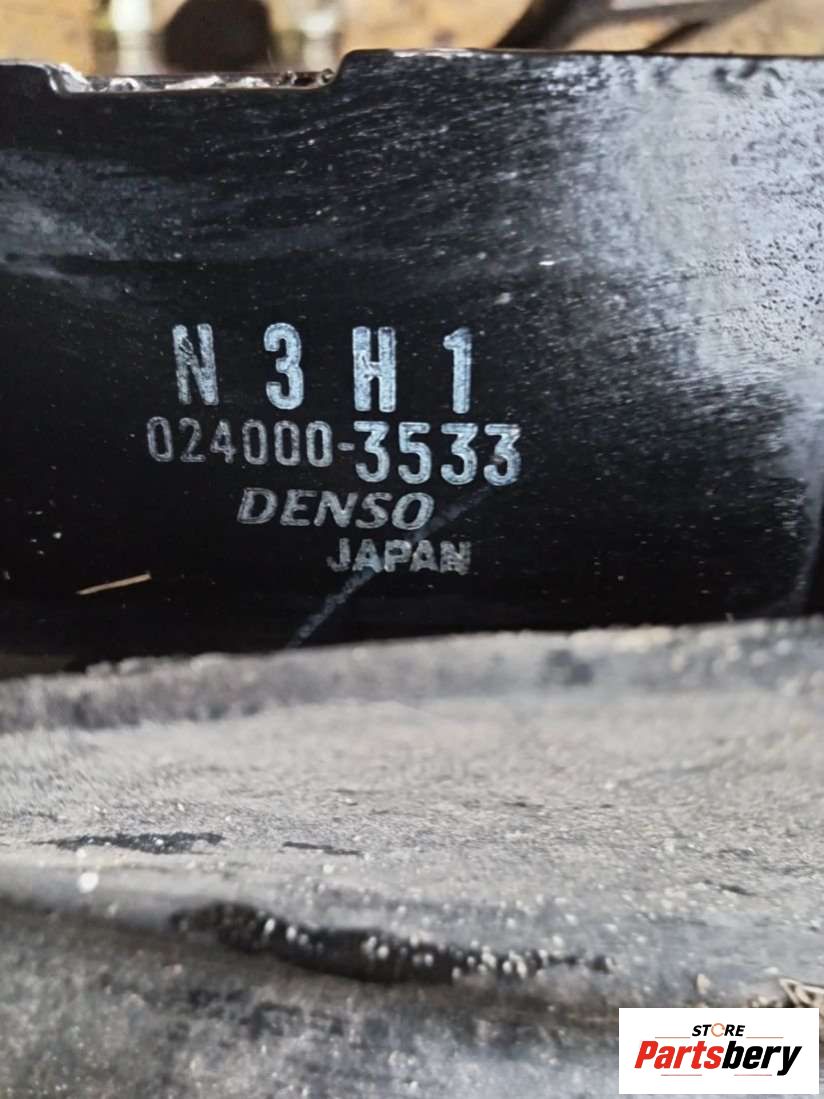 N3H1
024000-3533
DENSO
JAPAN
STORE
Partsbery